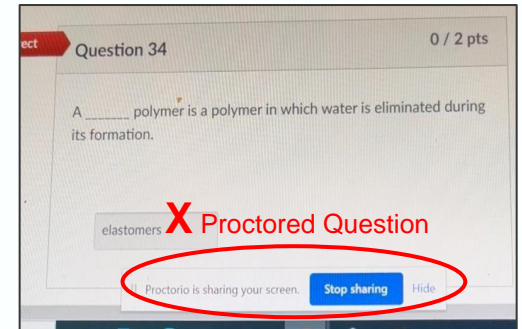 ect
Question 34
0 / 2 pts
A ______ polymer is a polymer in which water is eliminated during
its formation.
elastomers X Proctored Question
Proctorio is sharing your screen. Stop sharing Hide